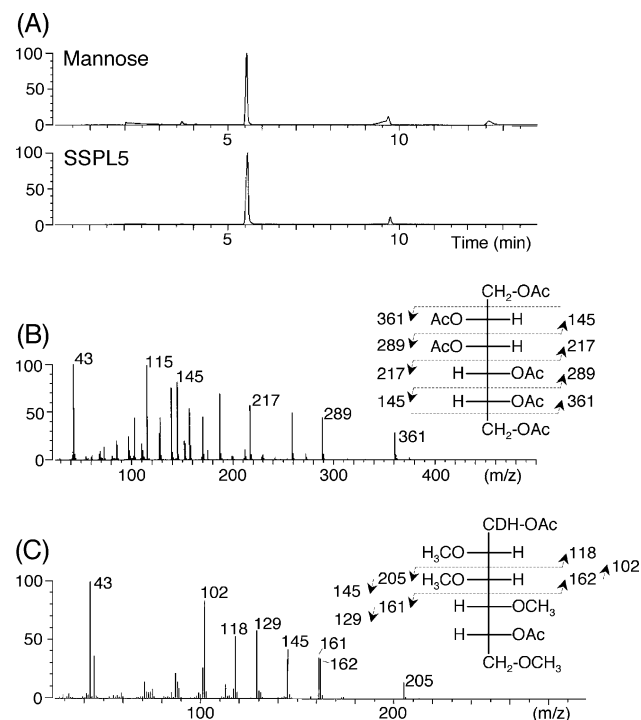 (A)
100
Mannose
50
0
5
10
100
SSPL5
50
0
5
10
Time (min)
(B)
CH2-OAc
361
AcO
H
145
289
AcO
H
217
217
H
OAc
289
145
H
OAc
361
CH2-OAc
100
43
115
145
217
289
361
50
0
100
200
300
400
(m/z)
(C)
CDH-OAc
H3CO
H
118
145
205
H3CO
H
162
102
129
161
H
OCH3
H
OAc
CH2-OCH3
100
43
102
118
129
145
161
162
205
50
0
100
200
(m/z)